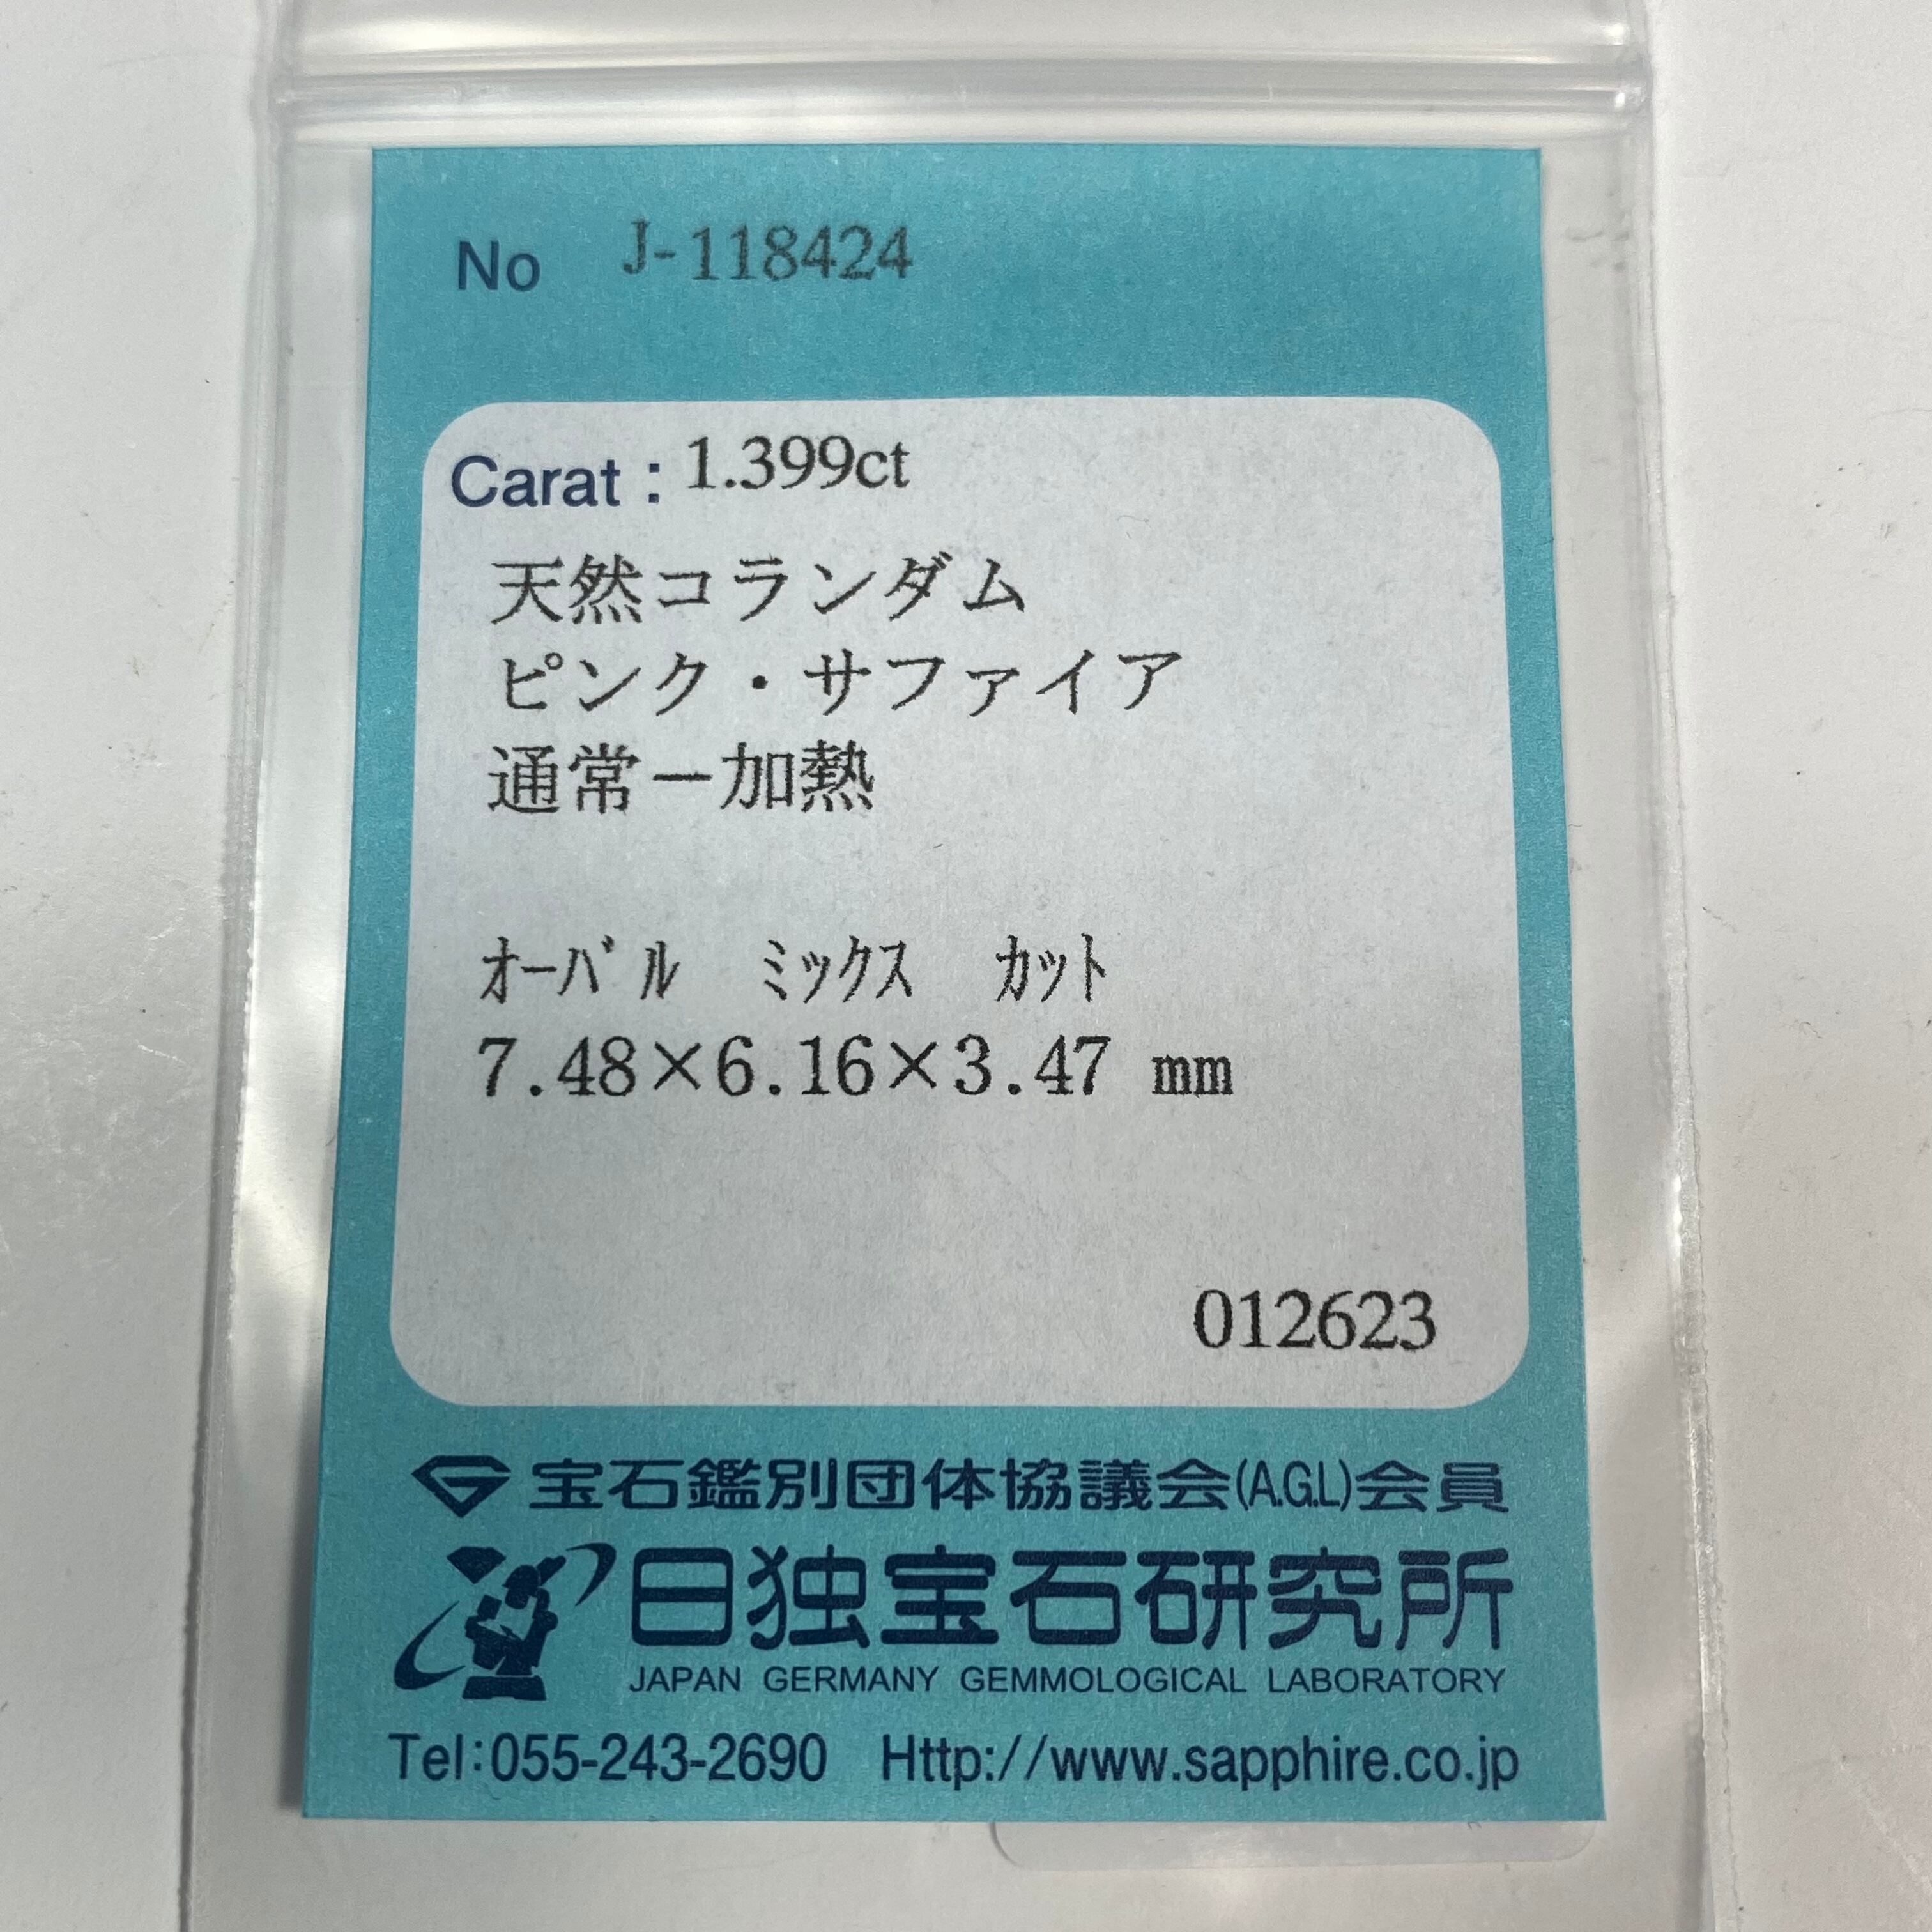 No J-118424
Carat : 1.399ct
天然コランダム
ピンク・サファイア
通常－加熱
ｵｰﾊﾞﾙ ﾐｯｸｽ ｶｯﾄ
7.48×6.16×3.47 mm
012623
宝石鑑別団体協議会(A.G.L)会員
日独宝石研究所
JAPAN GERMANY GEMMOLOGICAL LABORATORY
Tel:055-243-2690 Http://www.sapphire.co.jp